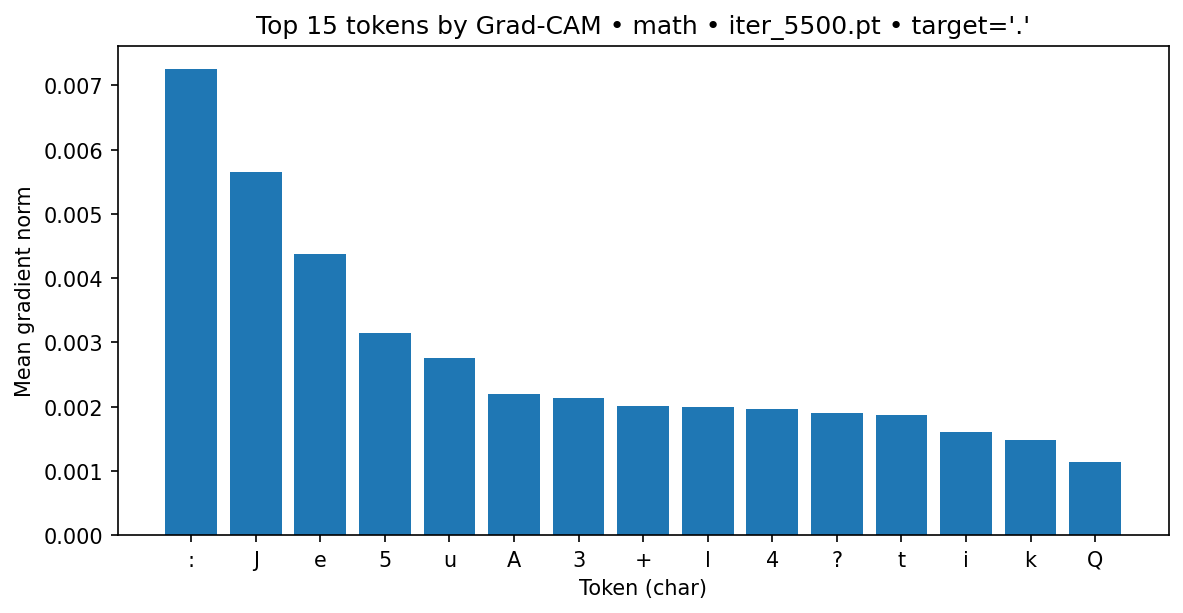 Top 15 tokens by Grad-CAM • math • iter_5500.pt • target='.'
Mean gradient norm
0.007
0.006
0.005
0.004
0.003
0.002
0.001
0.000
: J e 5 u A 3 + l 4 ? t i k Q
Token (char)